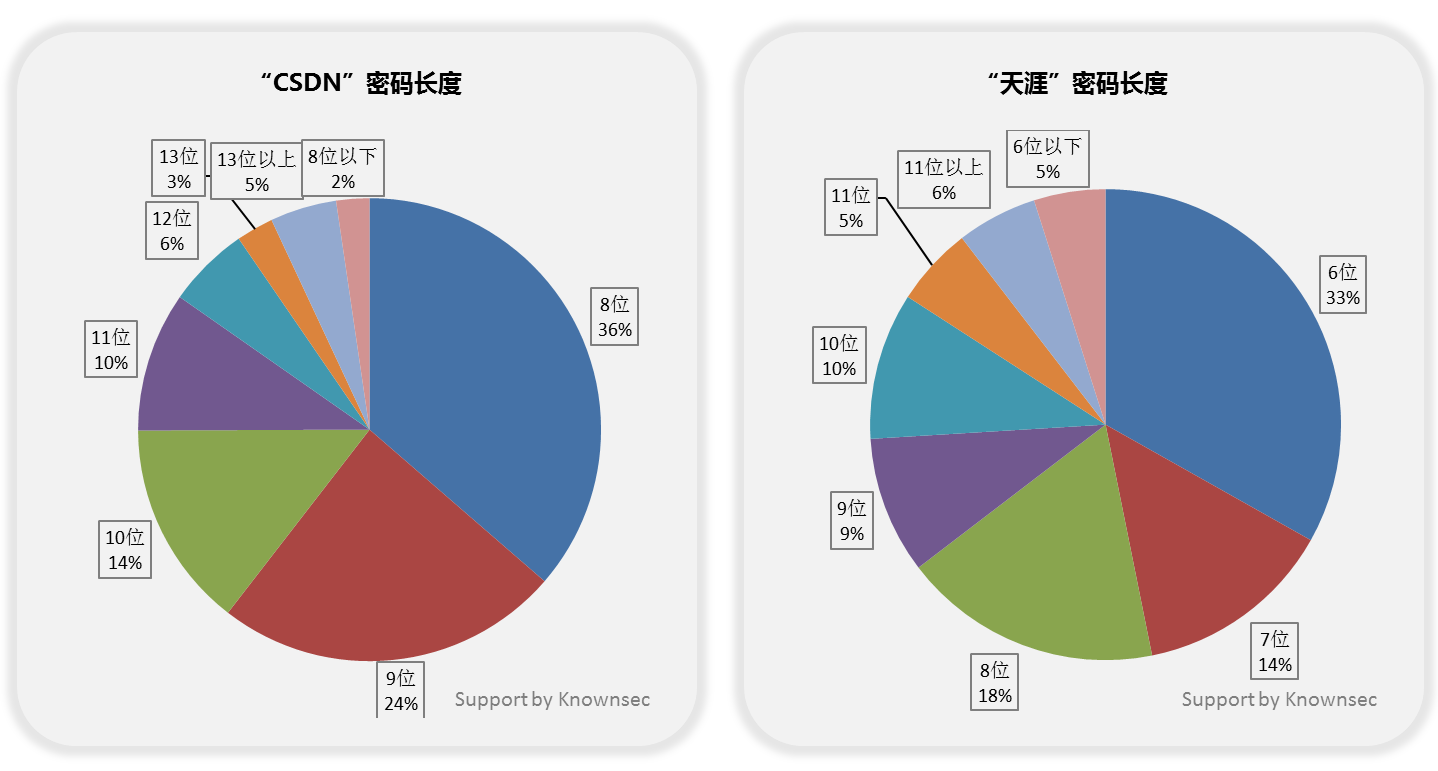 “CSDN”密码长度
13位
3%
13位以上
5%
8位以下
2%
12位
6%
8位
36%
11位
10%
10位
14%
9位
24%
Support by Knownsec
“天涯”密码长度
6位以下
5%
11位以上
6%
11位
5%
6位
33%
10位
10%
9位
9%
7位
14%
8位
18%
Support by Knownsec